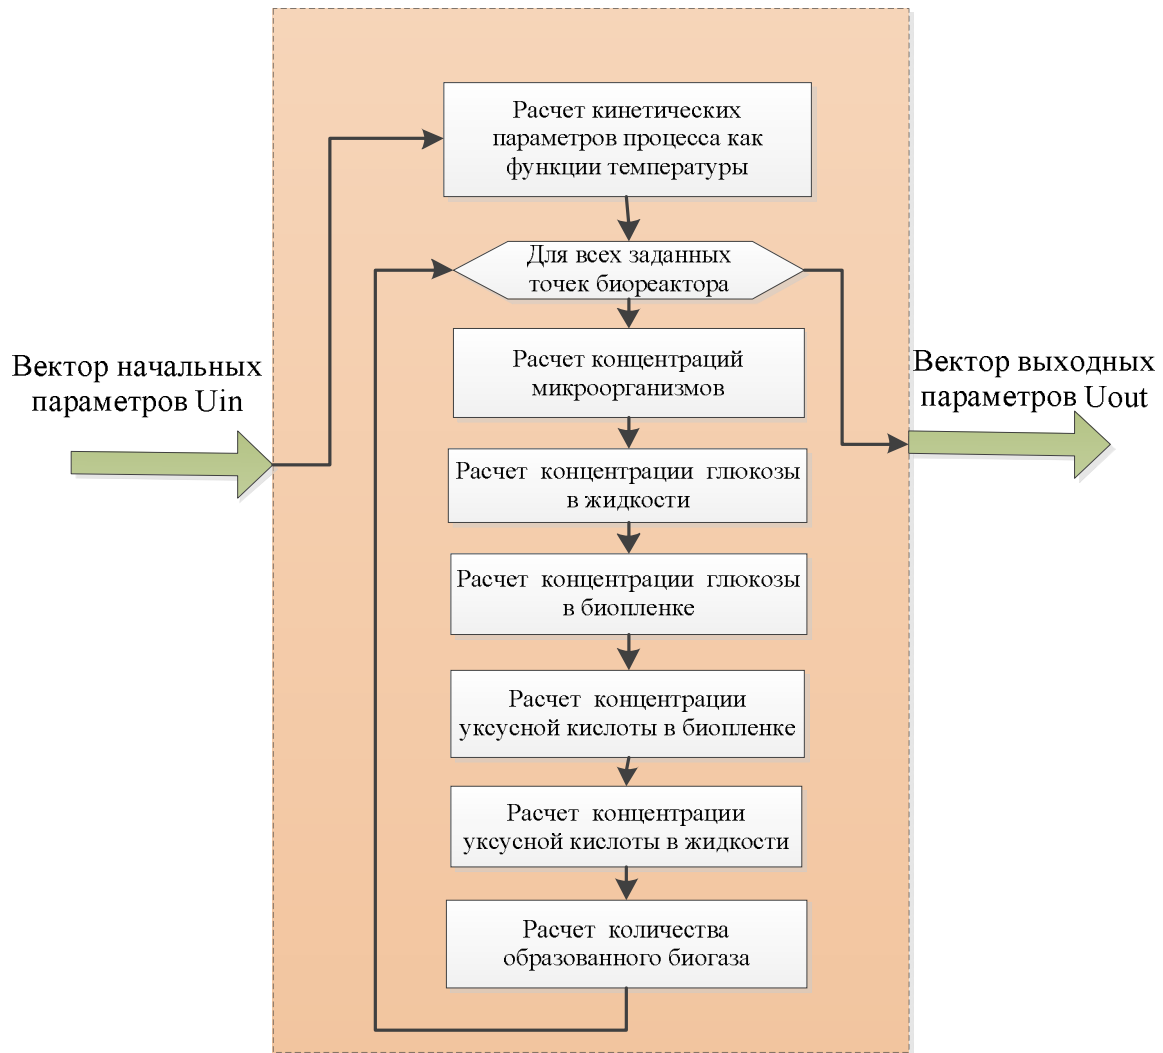 Расчет кинетических
параметров процесса как
функции температуры
Для всех заданных
точек биореактора
Вектор начальных
параметров Uin
Вектор выходных
параметров Uout
Расчет концентраций
микроорганизмов
Расчет концентрации глюкозы
в жидкости
Расчет концентрации глюкозы
в биопленке
Расчет концентрации
уксусной кислоты в биопленке
Расчет концентрации
уксусной кислоты в жидкости
Расчет количества
образованного биогаза